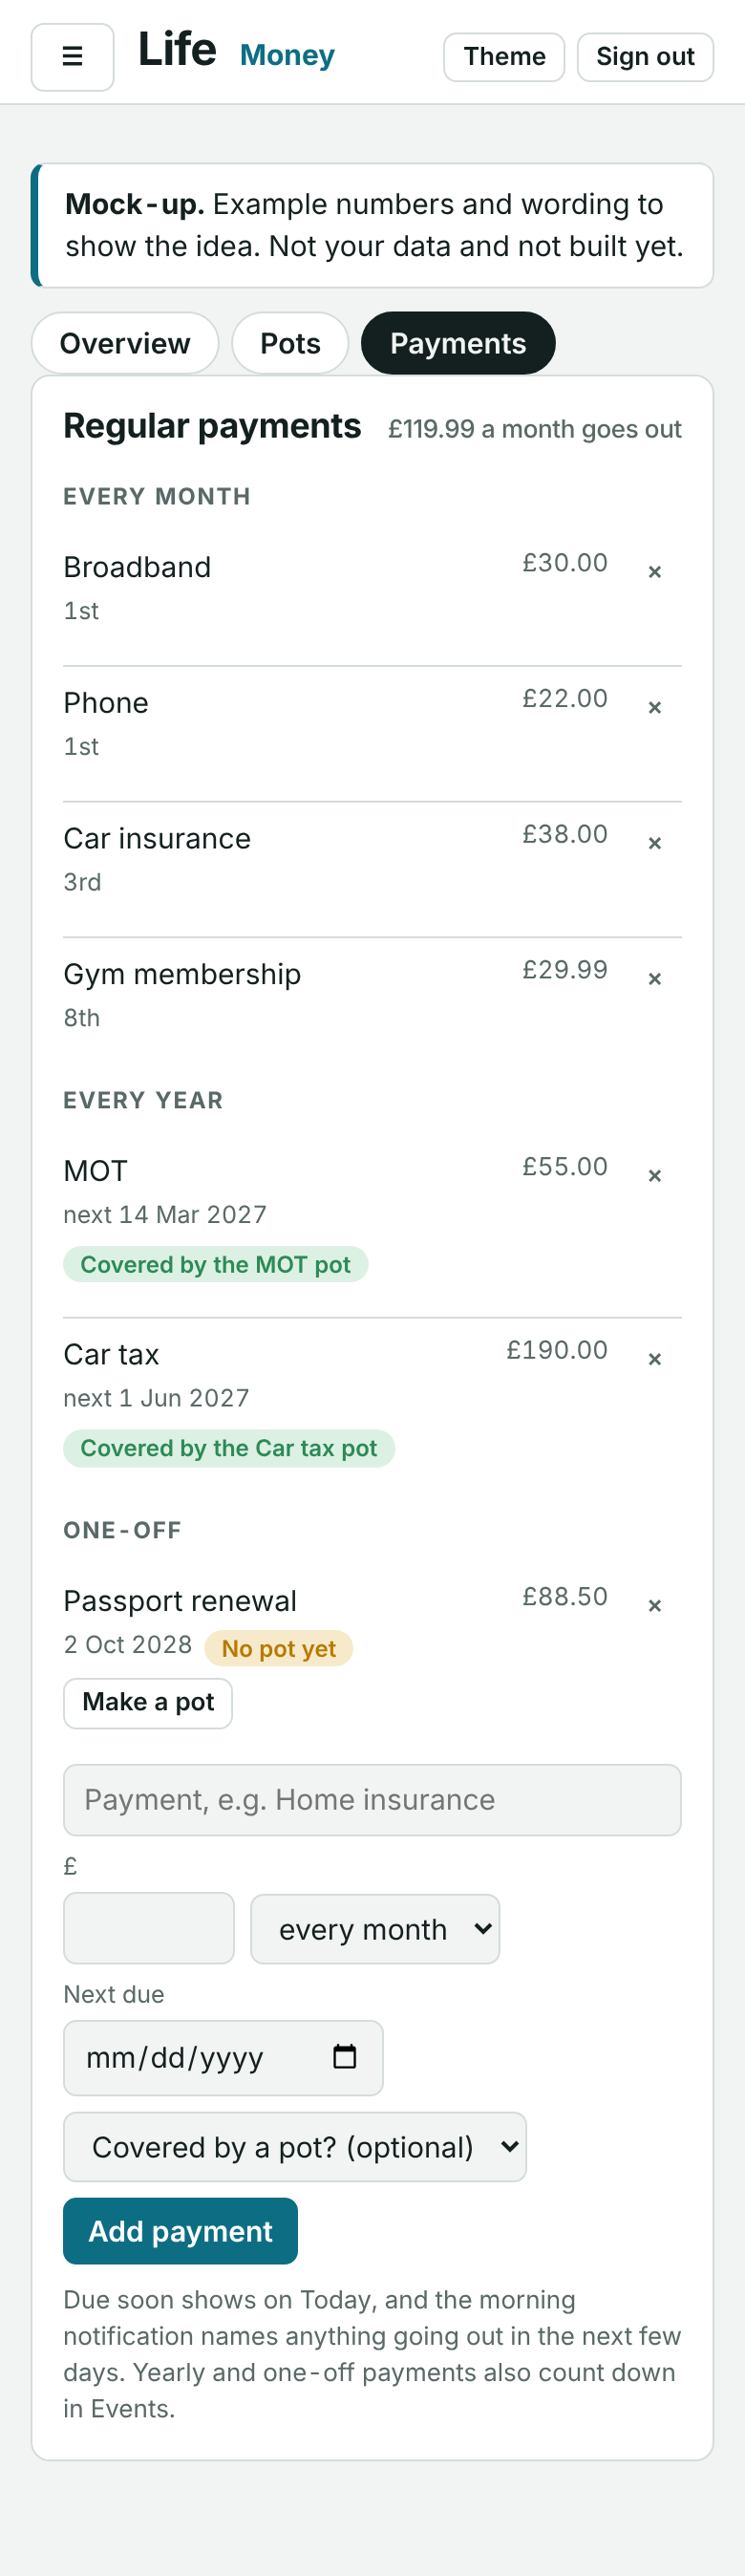 ☰ Life Money Theme Sign out
Mock-up. Example numbers and wording to
show the idea. Not your data and not built yet.
Overview Pots Payments
Regular payments £119.99 a month goes out
EVERY MONTH
Broadband £30.00 ×
1st
Phone £22.00 ×
1st
Car insurance £38.00 ×
3rd
Gym membership £29.99 ×
8th
EVERY YEAR
MOT £55.00 ×
next 14 Mar 2027
Covered by the MOT pot
Car tax £190.00 ×
next 1 Jun 2027
Covered by the Car tax pot
ONE-OFF
Passport renewal £88.50 ×
2 Oct 2028 No pot yet
Make a pot
Payment, e.g. Home insurance
£
every month
Next due
mm/dd/yyyy
Covered by a pot? (optional)
Add payment
Due soon shows on Today, and the morning
notification names anything going out in the next few
days. Yearly and one-off payments also count down
in Events.